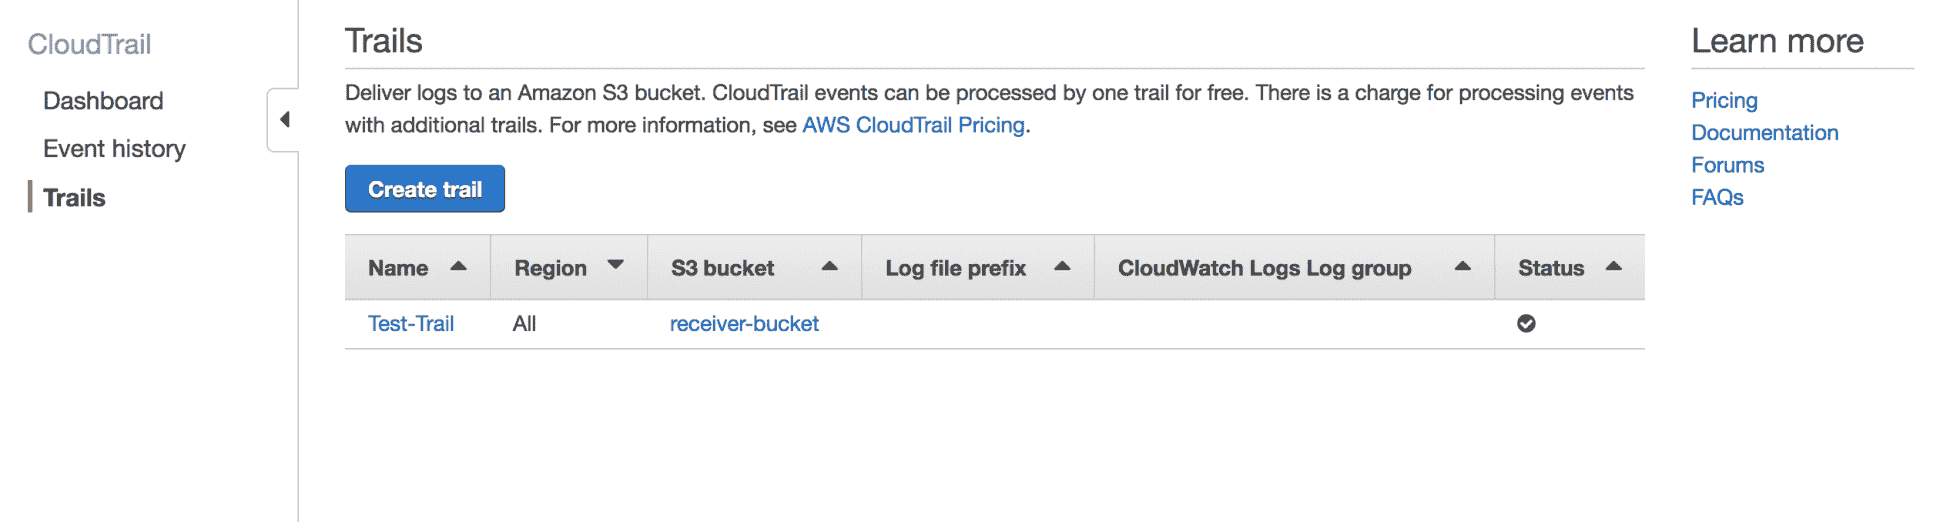 CloudTrail
Dashboard
Event history
Trails
Trails
Deliver logs to an Amazon S3 bucket. CloudTrail events can be processed by one trail for free. There is a charge for processing events
with additional trails. For more information, see AWS CloudTrail Pricing.
Create trail
Name Region S3 bucket Log file prefix CloudWatch Logs Log group Status
Test-Trail All receiver-bucket
Learn more
Pricing
Documentation
Forums
FAQs